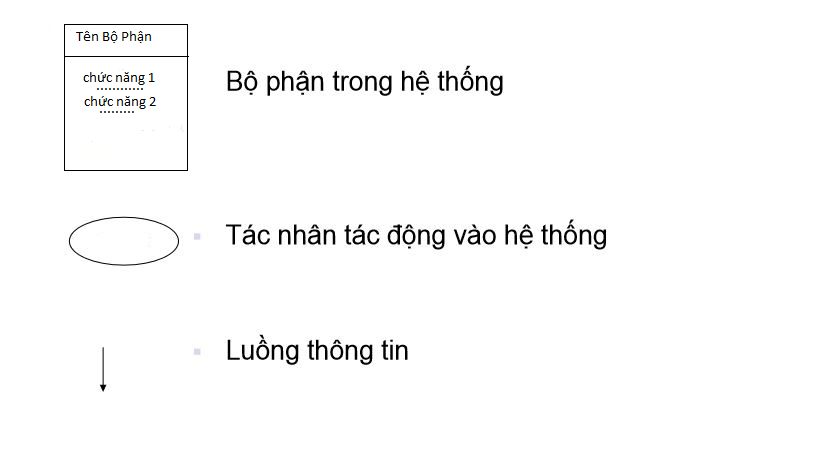 Tên Bộ Phận
chức năng 1
chức năng 2
Bộ phận trong hệ thống
Tác nhân tác động vào hệ thống
Luồng thông tin